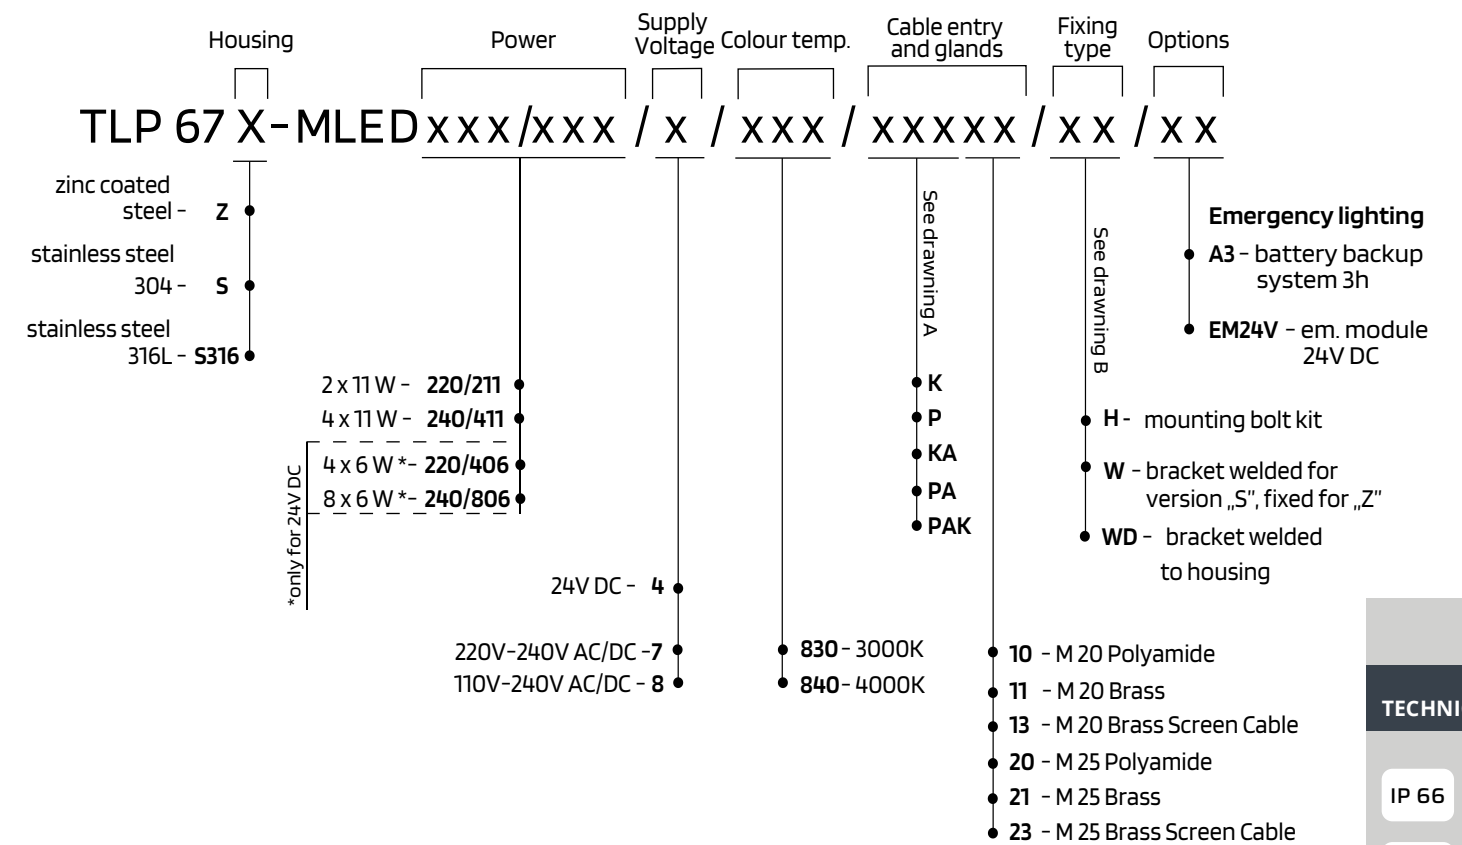 Housing
Power
Supply
Voltage
Colour temp.
Cable entry
and glands
Fixing
type
Options
TLP 67 X-MLED xxx/xxx / x / xxx / xxxxx / xx / xx
zinc coated
steel - Z
stainless steel
304 - S
stainless steel
316L - S316
2 x 11 W - 220/211
4 x 11 W - 240/411
4 x 6 W *- 220/406
8 x 6 W *- 240/806
*only for 24V DC
24V DC - 4
220V-240V AC/DC -7
110V-240V AC/DC - 8
830 - 3000K
840 - 4000K
See drawning A
K
P
KA
PA
PAK
10 - M 20 Polyamide
11 - M 20 Brass
13 - M 20 Brass Screen Cable
20 - M 25 Polyamide
21 - M 25 Brass
23 - M 25 Brass Screen Cable
See drawning B
H - mounting bolt kit
W - bracket welded for
version „S”, fixed for „Z”
WD - bracket welded
to housing
Emergency lighting
A3 - battery backup
system 3h
EM24V - em. module
24V DC
TECHNI
IP 66